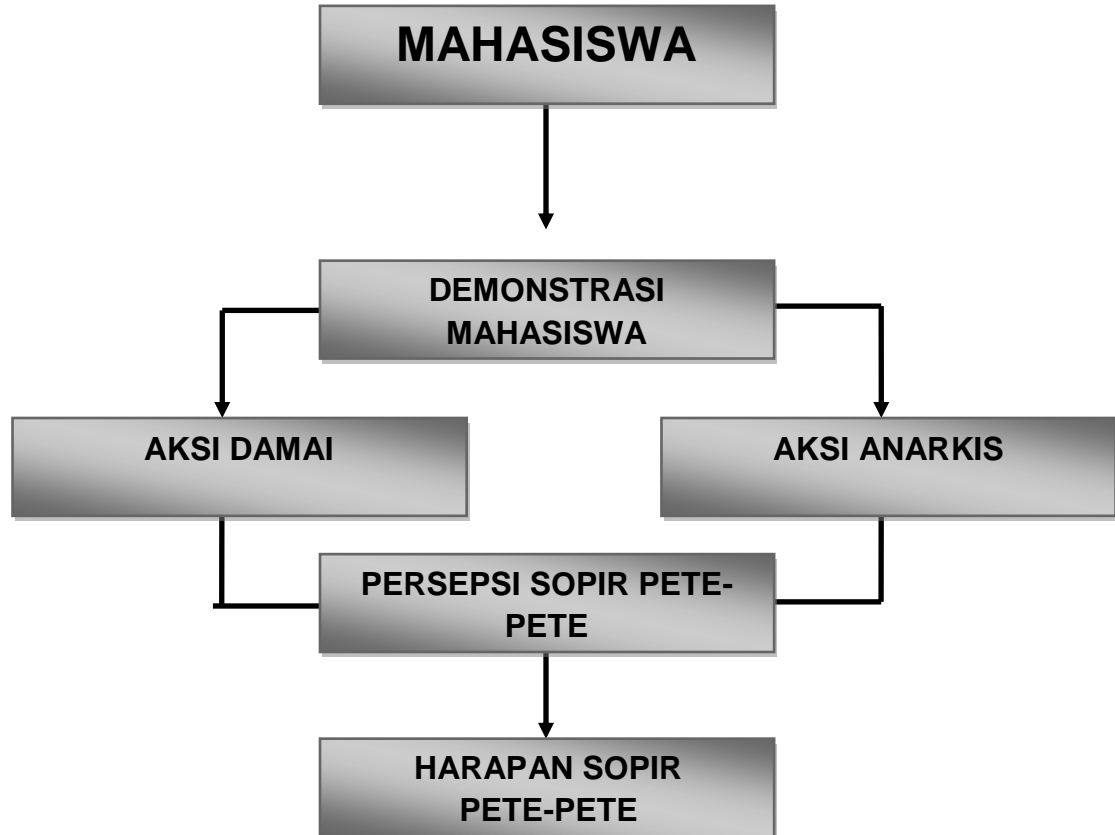 MAHASISWA
DEMONSTRASI
MAHASISWA
AKSI DAMAI
AKSI ANARKIS
PERSEPSI SOPIR PETE-
PETE
HARAPAN SOPIR
PETE-PETE